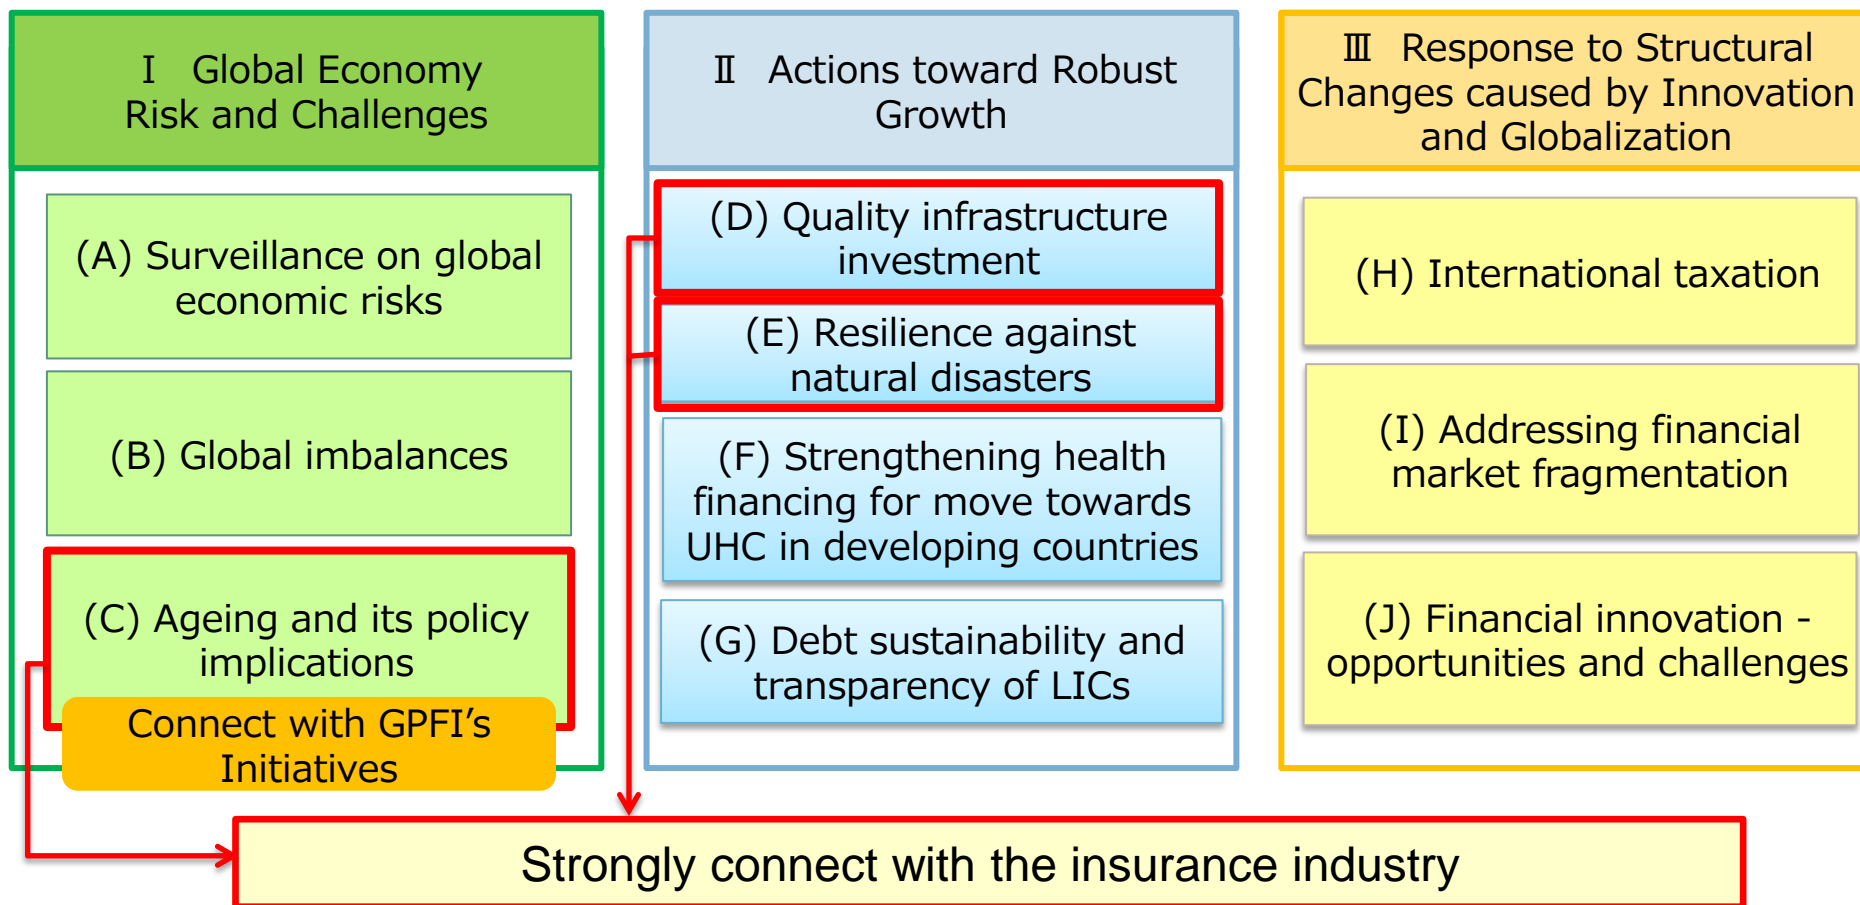 Ⅰ Global Economy
Risk and Challenges
(A) Surveillance on global
economic risks
(B) Global imbalances
(C) Ageing and its policy
implications
Connect with GPFI’s
Initiatives
Ⅱ Actions toward Robust
Growth
(D) Quality infrastructure
investment
(E) Resilience against
natural disasters
(F) Strengthening health
financing for move towards
UHC in developing countries
(G) Debt sustainability and
transparency of LICs
Ⅲ Response to Structural
Changes caused by Innovation
and Globalization
(H) International taxation
(I) Addressing financial
market fragmentation
(J) Financial innovation -
opportunities and challenges
Strongly connect with the insurance industry